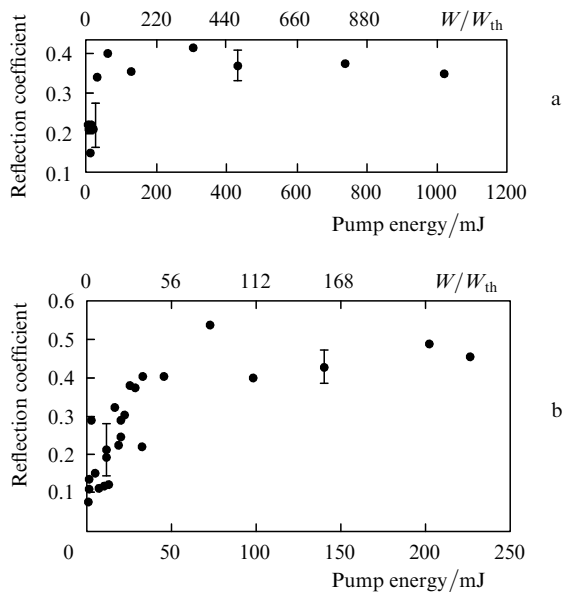 0 220 440 660 880 W/Wth
0.4
0.3
0.2
0.1
Reflection coefficient
a
0 200 400 600 800 1000 1200
Pump energy/mJ
0 56 112 168 W/Wth
0.6
0.5
0.4
0.3
0.2
0.1
Reflection coefficient
b
0 50 100 150 200 250
Pump energy/mJ